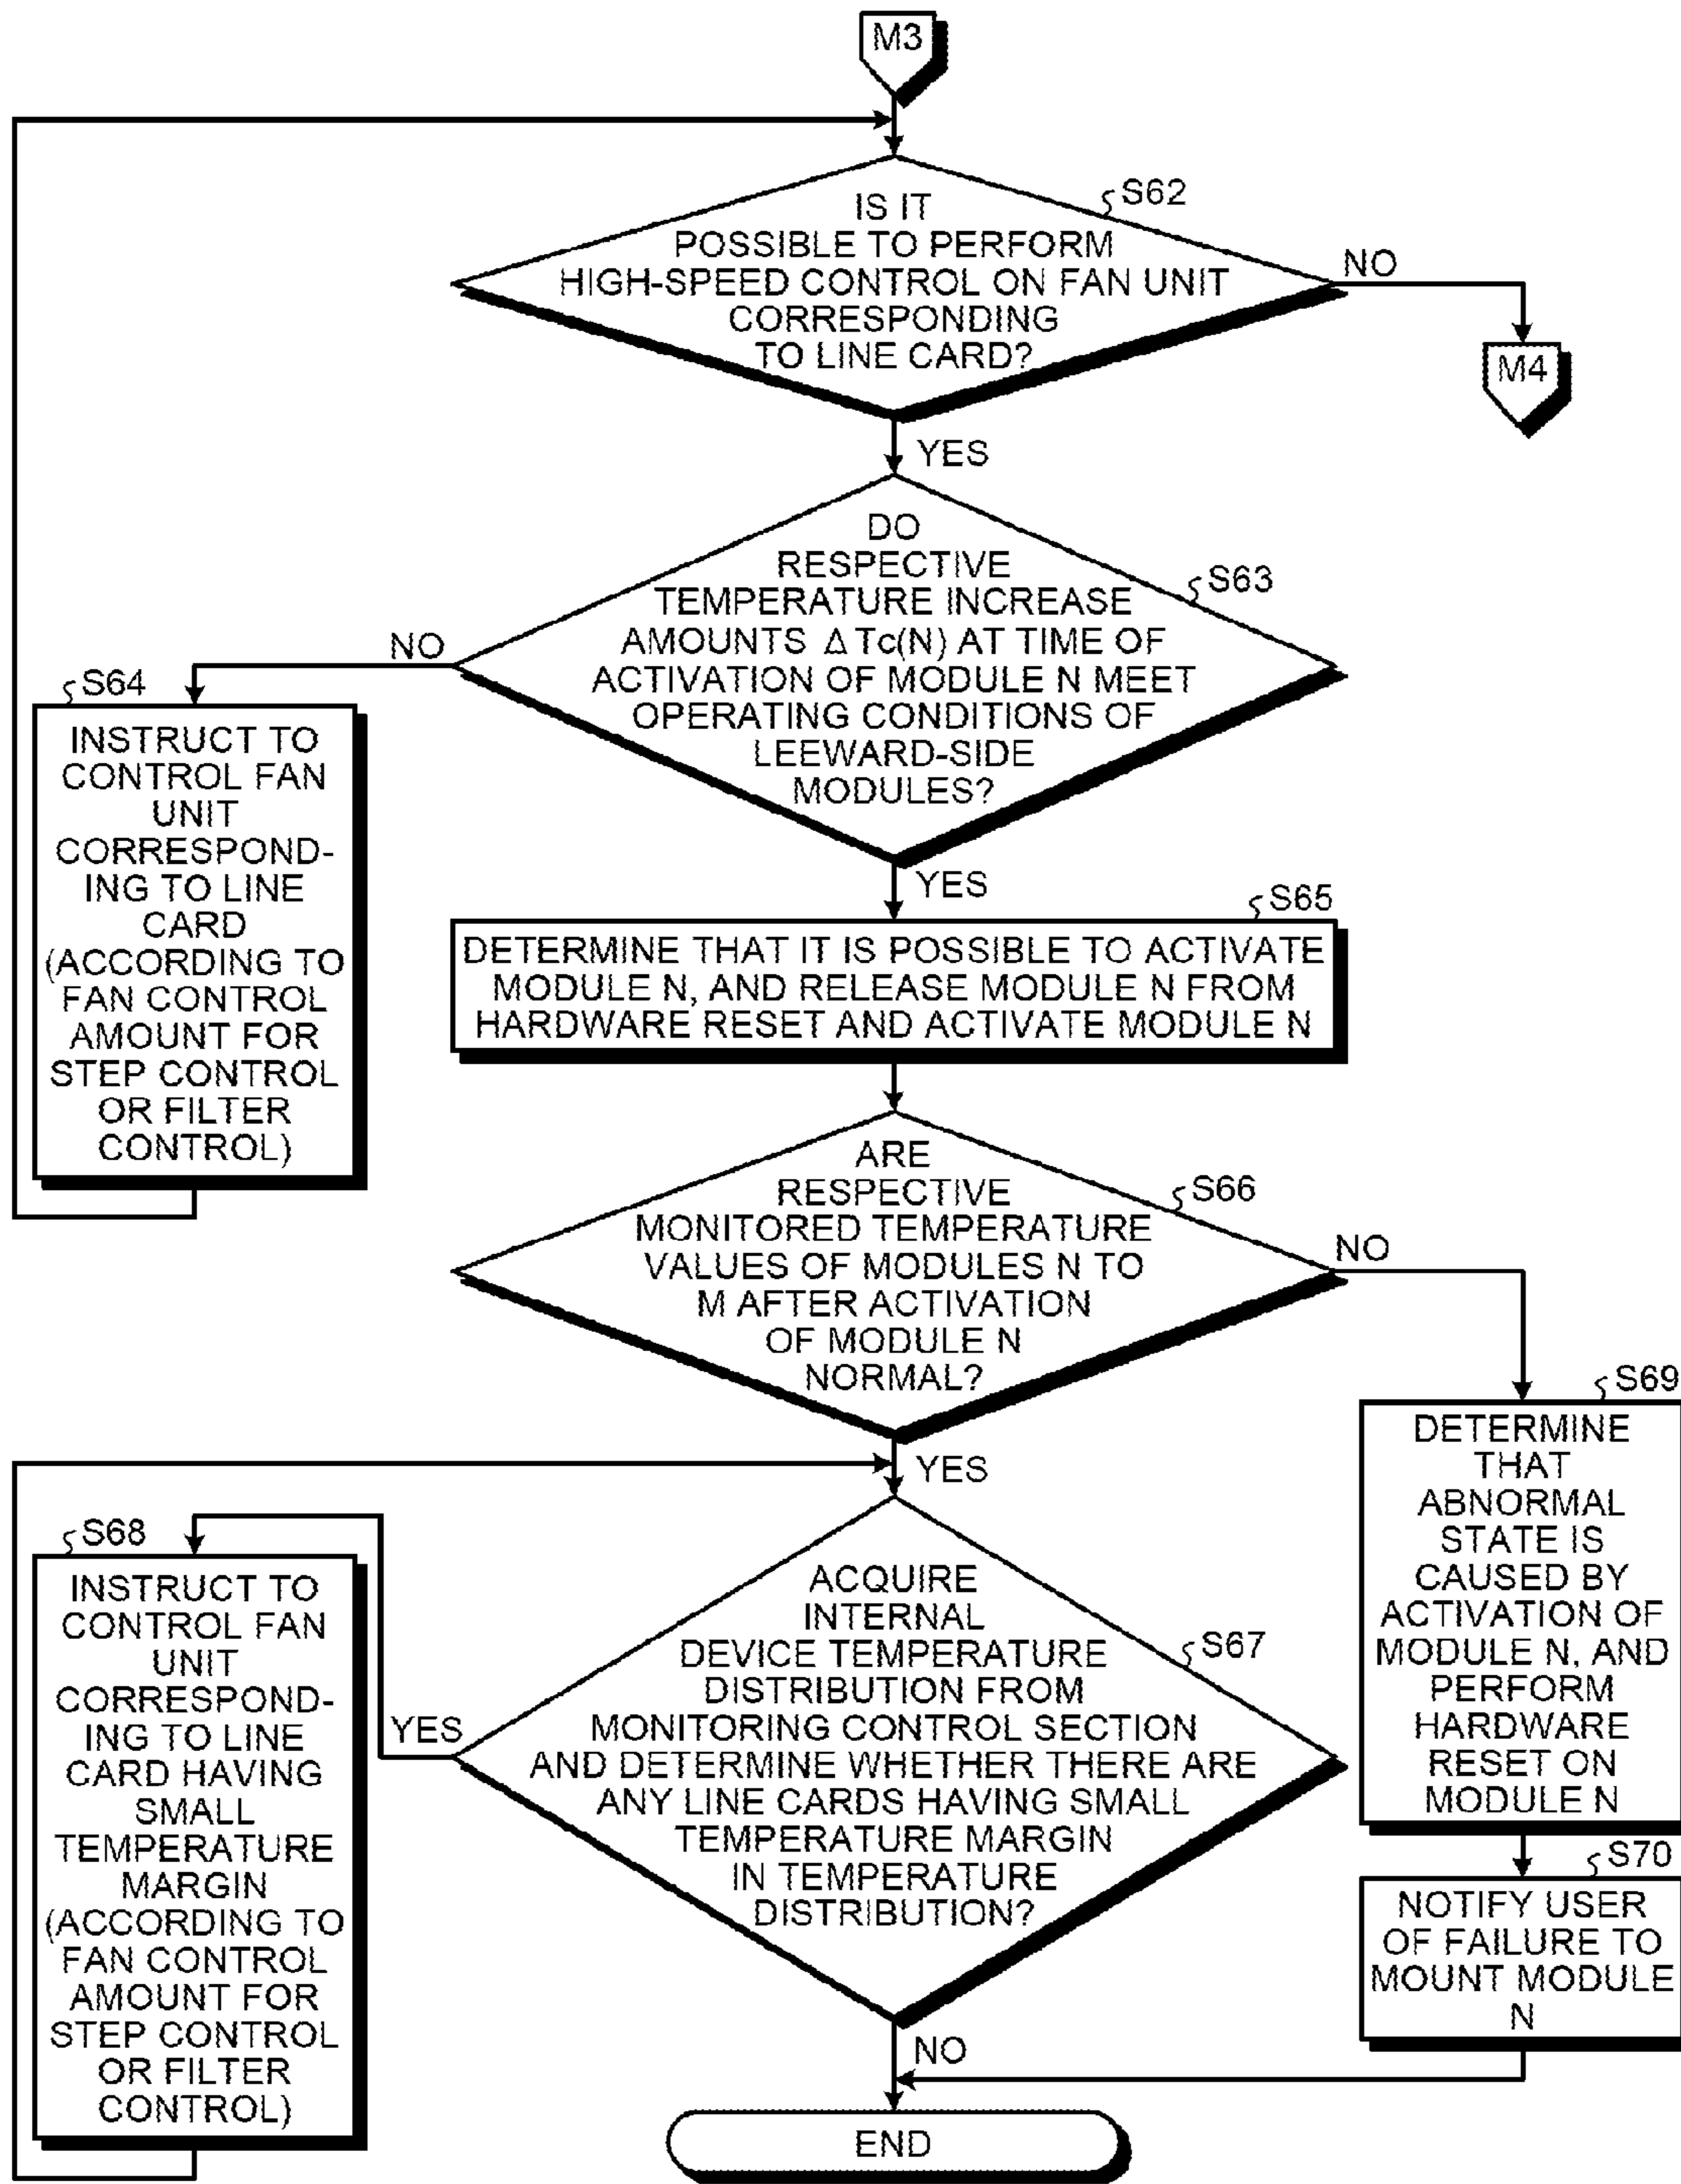 M3
S62
IS IT
POSSIBLE TO PERFORM
HIGH-SPEED CONTROL ON FAN UNIT
CORRESPONDING
TO LINE CARD?
NO
M4
YES
S63
DO
RESPECTIVE
TEMPERATURE INCREASE
AMOUNTS ΔTc(N) AT TIME OF
ACTIVATION OF MODULE N MEET
OPERATING CONDITIONS OF
LEEWARD-SIDE
MODULES?
NO
S64
INSTRUCT TO
CONTROL FAN
UNIT
CORRESPOND-
ING TO LINE
CARD
(ACCORDING TO
FAN CONTROL
AMOUNT FOR
STEP CONTROL
OR FILTER
CONTROL)
YES
S65
DETERMINE THAT IT IS POSSIBLE TO ACTIVATE
MODULE N, AND RELEASE MODULE N FROM
HARDWARE RESET AND ACTIVATE MODULE N
S66
ARE
RESPECTIVE
MONITORED TEMPERATURE
VALUES OF MODULES N TO
M AFTER ACTIVATION
OF MODULE N
NORMAL?
NO
YES
S67
ACQUIRE
INTERNAL
DEVICE TEMPERATURE
DISTRIBUTION FROM
MONITORING CONTROL SECTION
AND DETERMINE WHETHER THERE ARE
ANY LINE CARDS HAVING SMALL
TEMPERATURE MARGIN
IN TEMPERATURE
DISTRIBUTION?
YES
S68
INSTRUCT TO
CONTROL FAN
UNIT
CORRESPOND-
ING TO LINE
CARD HAVING
SMALL
TEMPERATURE
MARGIN
(ACCORDING TO
FAN CONTROL
AMOUNT FOR
STEP CONTROL
OR FILTER
CONTROL)
S69
DETERMINE
THAT
ABNORMAL
STATE IS
CAUSED BY
ACTIVATION OF
MODULE N, AND
PERFORM
HARDWARE
RESET ON
MODULE N
S70
NOTIFY USER
OF FAILURE TO
MOUNT MODULE
N
NO
END